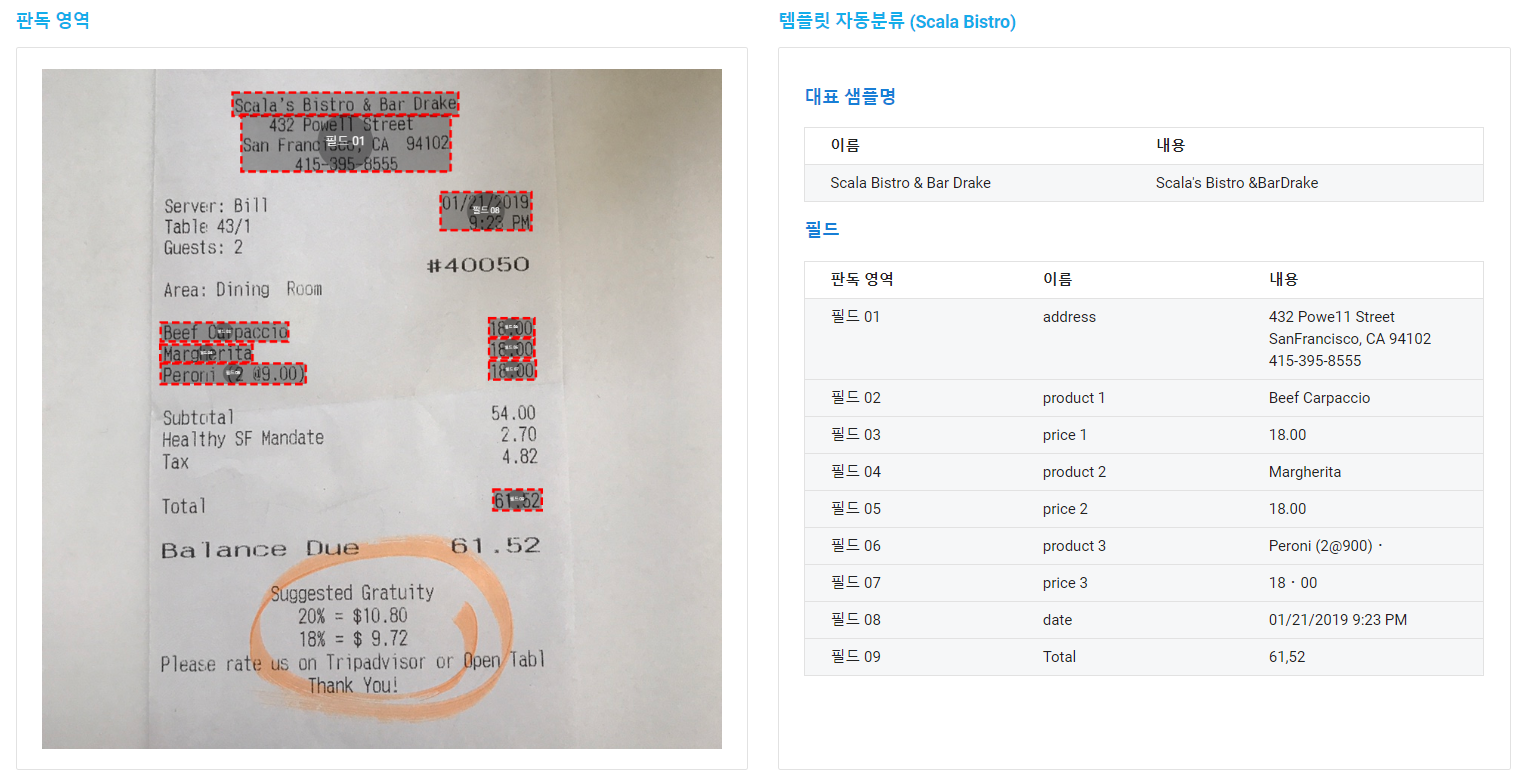 판독 영역
Scala's Bistro & Bar Drake
432 Powell Street
필드 01
San Francisco, CA 94102
415-395-8555
Server: Bill
01/21/2019
필드 08
Table 43/1
9:23 PM
Guests: 2
#40050
Area: Dining Room
Beef Carpaccio 18.00
Margherita 18.00
Peroni (2 @9.00) 18.00
Subtotal 54.00
Healthy SF Mandate 2.70
Tax 4.82
Total 61.52
Balance Due 61.52
Suggested Gratuity
20% = $10.80
18% = $ 9.72
Please rate us on Tripadvisor or Open Tabl
Thank You!
템플릿 자동분류 (Scala Bistro)
대표 샘플명
이름 내용
Scala Bistro & Bar Drake Scala's Bistro &BarDrake
필드
판독 영역 이름 내용
필드 01 address 432 Powe11 Street
SanFrancisco, CA 94102
415-395-8555
필드 02 product 1 Beef Carpaccio
필드 03 price 1 18.00
필드 04 product 2 Margherita
필드 05 price 2 18.00
필드 06 product 3 Peroni (2@900) ·
필드 07 price 3 18 · 00
필드 08 date 01/21/2019 9:23 PM
필드 09 Total 61,52